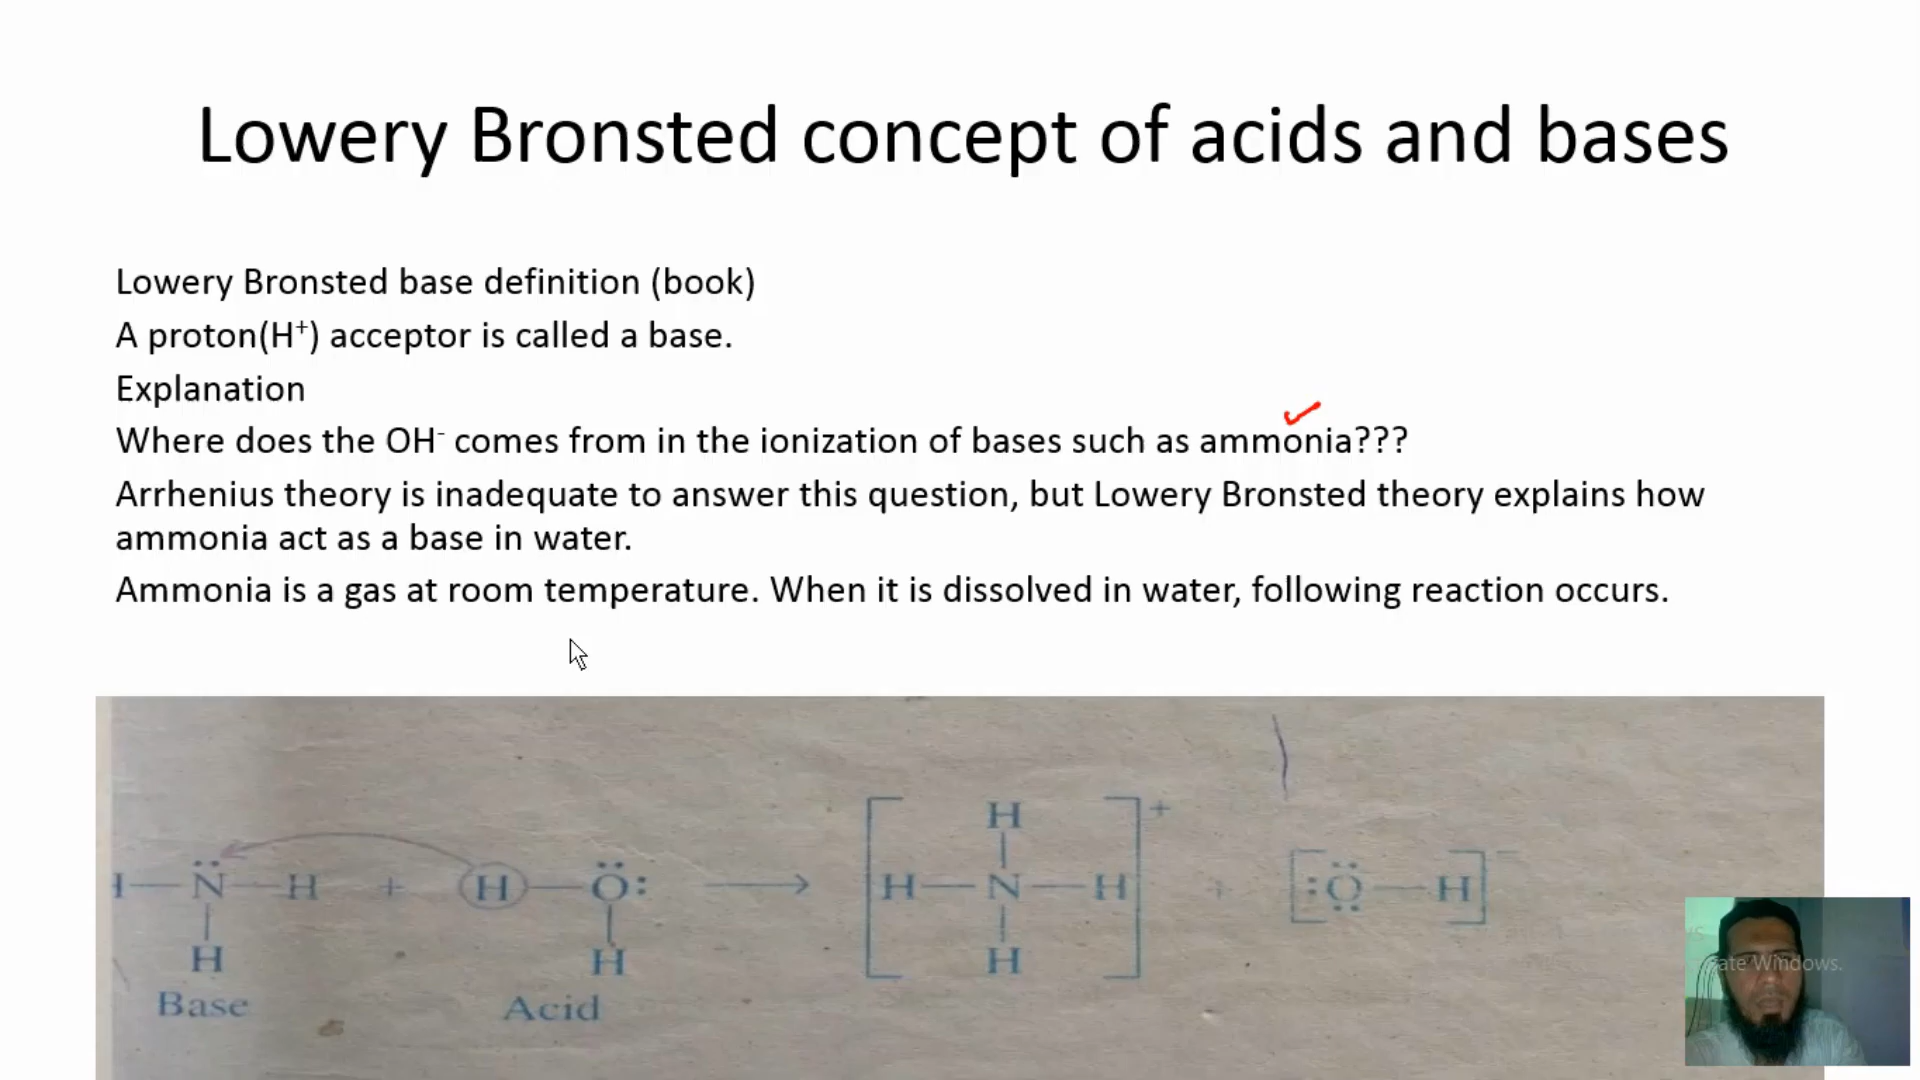 Lowery Bronsted concept of acids and bases
Lowery Bronsted base definition (book)
A proton(H⁺) acceptor is called a base.
Explanation
Where does the OH⁻ comes from in the ionization of bases such as ammonia???
Arrhenius theory is inadequate to answer this question, but Lowery Bronsted theory explains how
ammonia act as a base in water.
Ammonia is a gas at room temperature. When it is dissolved in water, following reaction occurs.
H
H — N — H + H — O: → [ H — N — H ]⁺ + [ :O — H ]⁻
H H H
Base Acid
ate Windows.